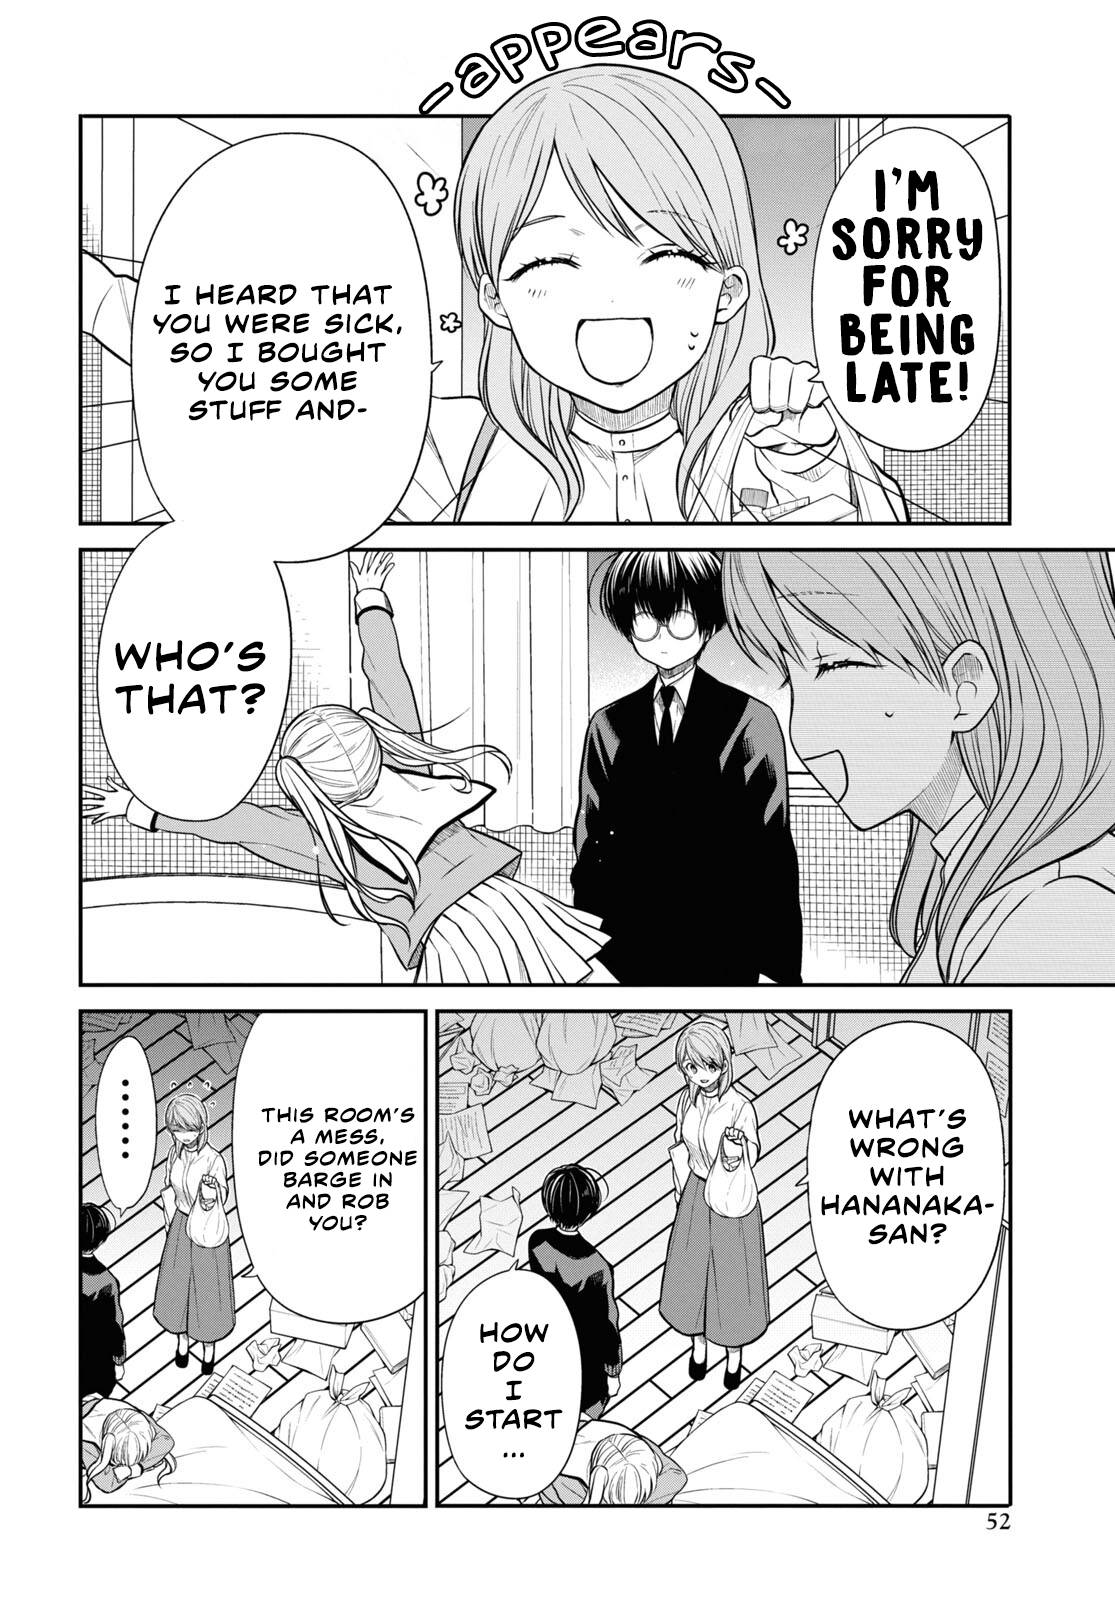 -appears-
I'M
SORRY
FOR
BEING
LATE!
I HEARD THAT
YOU WERE SICK,
SO I BOUGHT
YOU SOME
STUFF AND-
WHO'S
THAT?
WHAT'S
WRONG
WITH
HANANAKA-
SAN?
HOW
DO
I
START
...
THIS ROOM'S
A MESS,
DID SOMEONE
BARGE IN
AND ROB
YOU?
......
52